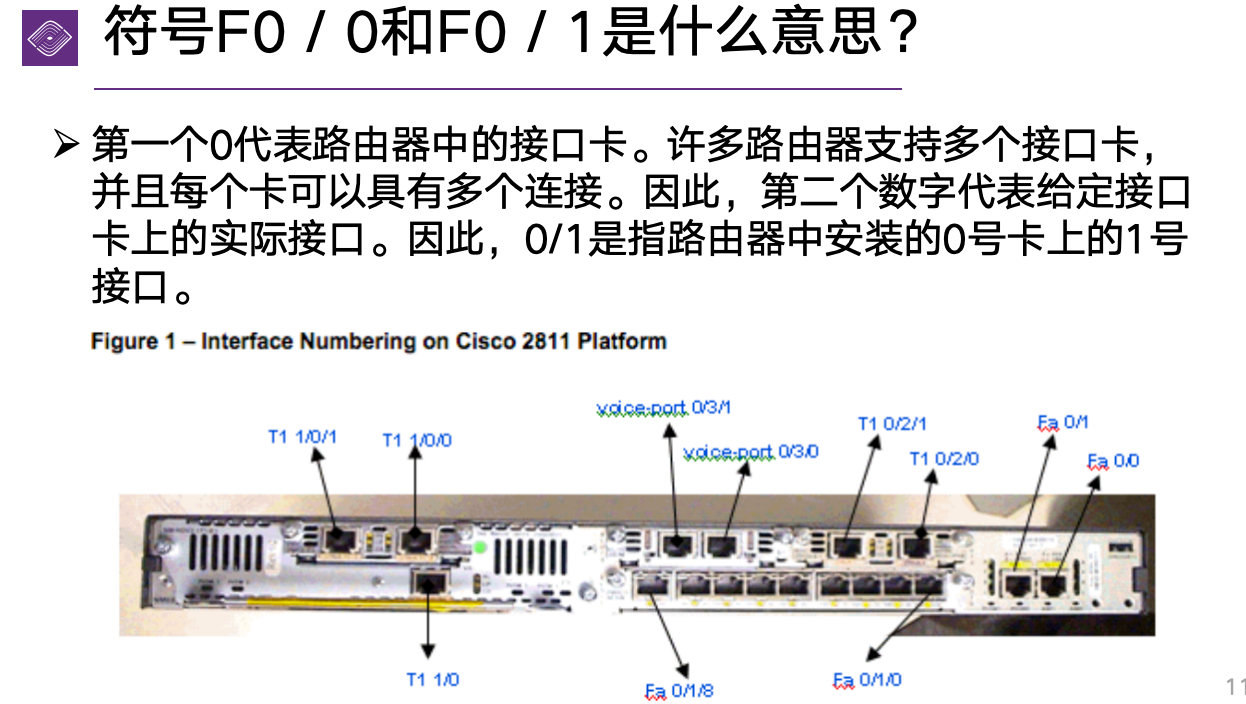 符号F0 / 0和F0 / 1是什么意思?
第一个0代表路由器中的接口卡。许多路由器支持多个接口卡，
并且每个卡可以具有多个连接。因此，第二个数字代表给定接口
卡上的实际接口。因此，0/1是指路由器中安装的0号卡上的1号
接口。
Figure 1 – Interface Numbering on Cisco 2811 Platform
voice-port 0/3/1
T1 1/0/1
T1 1/0/0
voice-port 0/3/0
T1 0/2/1
T1 0/2/0
Fa 0/1
Fa 0/0
T1 1/0
Fa 0/1/8
Fa 0/1/0
11